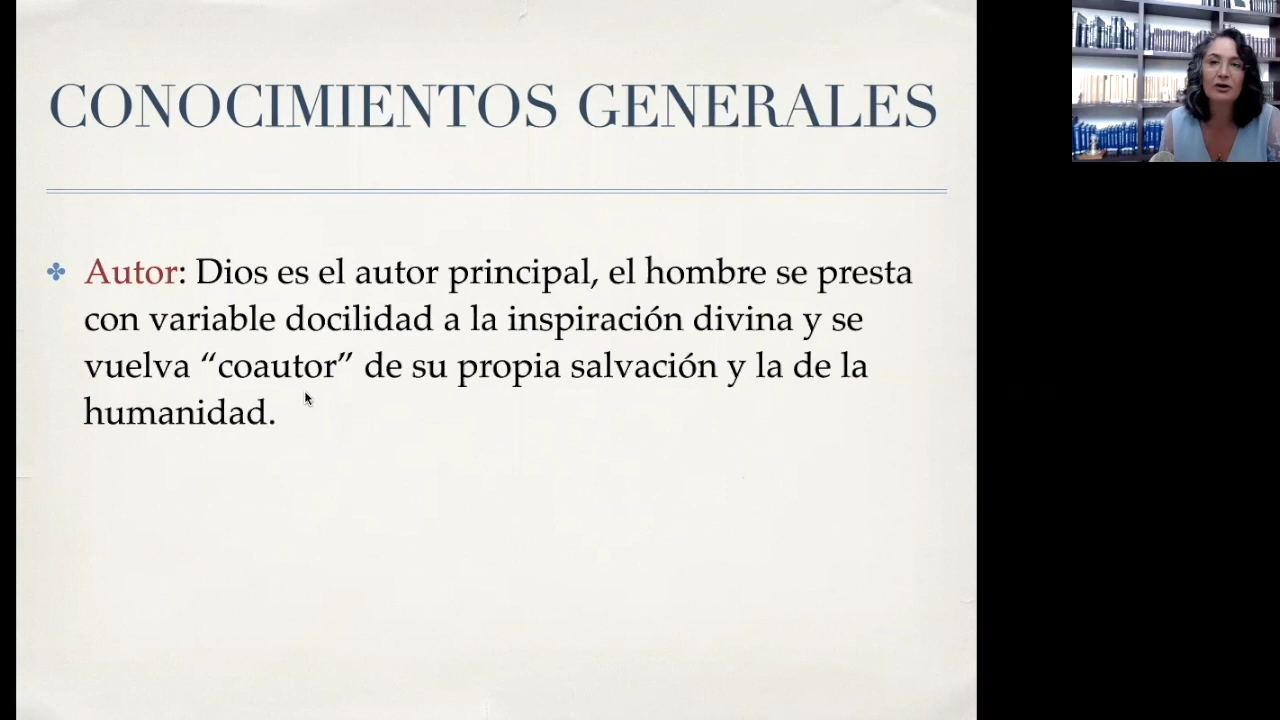 CONOCIMIENTOS GENERALES
Autor: Dios es el autor principal, el hombre se presta
con variable docilidad a la inspiración divina y se
vuelva “coautor” de su propia salvación y la de la
humanidad.